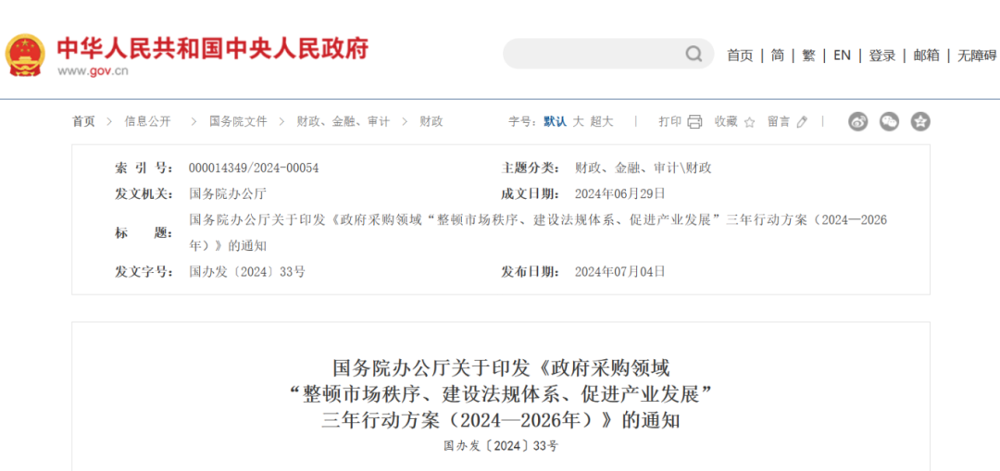 中华人民共和国中央人民政府
www.gov.cn
首页 | 简 | 繁 | EN | 登录 | 邮箱 | 无障碍
首页 > 信息公开 > 国务院文件 > 财政、金融、审计 > 财政
字号：默认 大 超大 | 打印 收藏 留言 |
索 引 号： 000014349/2024-00054 主题分类： 财政、金融、审计\财政
发文机关： 国务院办公厅 成文日期： 2024年06月29日
标 题： 国务院办公厅关于印发《政府采购领域“整顿市场秩序、建设法规体系、促进产业发展”三年行动方案（2024—2026
年）》的通知
发文字号： 国办发〔2024〕33号 发布日期： 2024年07月04日
国务院办公厅关于印发《政府采购领域
“整顿市场秩序、建设法规体系、促进产业发展”
三年行动方案（2024—2026年）》的通知
国办发〔2024〕33号